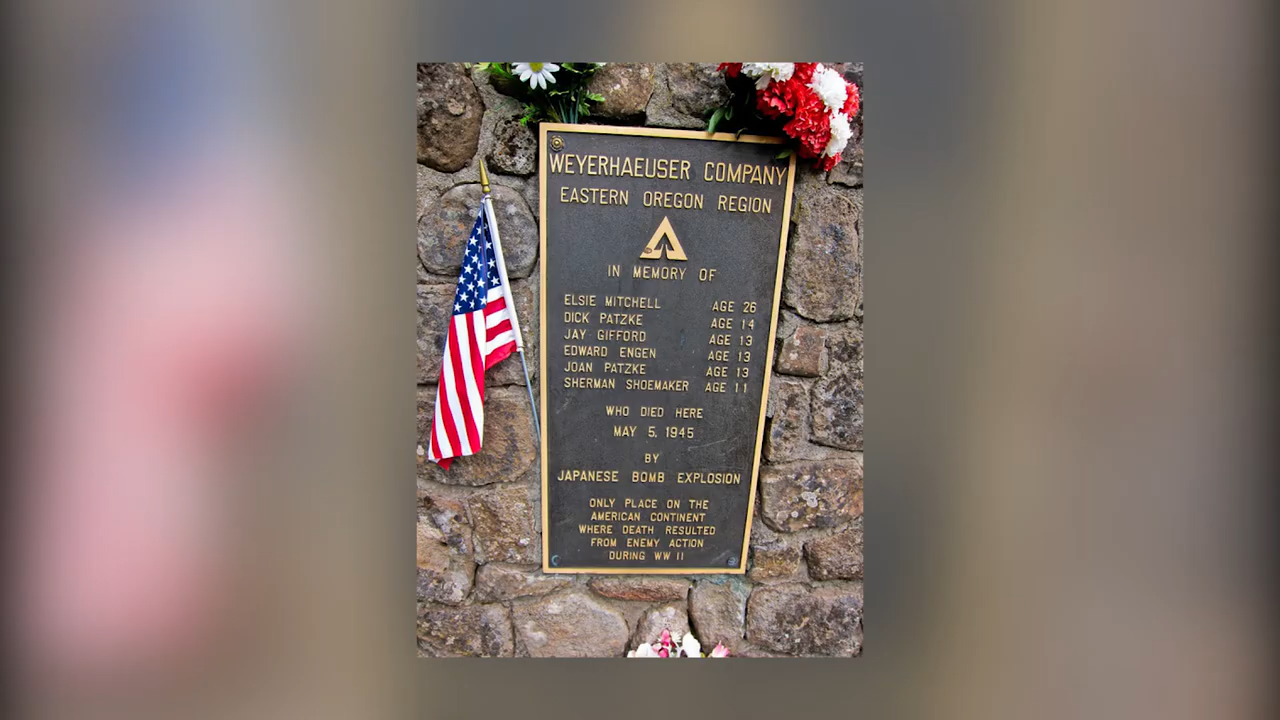 WEYERHAEUSER COMPANY
EASTERN OREGON REGION
IN MEMORY OF
ELSIE MITCHELL AGE 26
DICK PATZKE AGE 14
JAY GIFFORD AGE 13
EDWARD ENGEN AGE 13
JOAN PATZKE AGE 13
SHERMAN SHOEMAKER AGE 11
WHO DIED HERE
MAY 5, 1945
BY
JAPANESE BOMB EXPLOSION
ONLY PLACE ON THE
AMERICAN CONTINENT
WHERE DEATH RESULTED
FROM ENEMY ACTION
DURING WW II